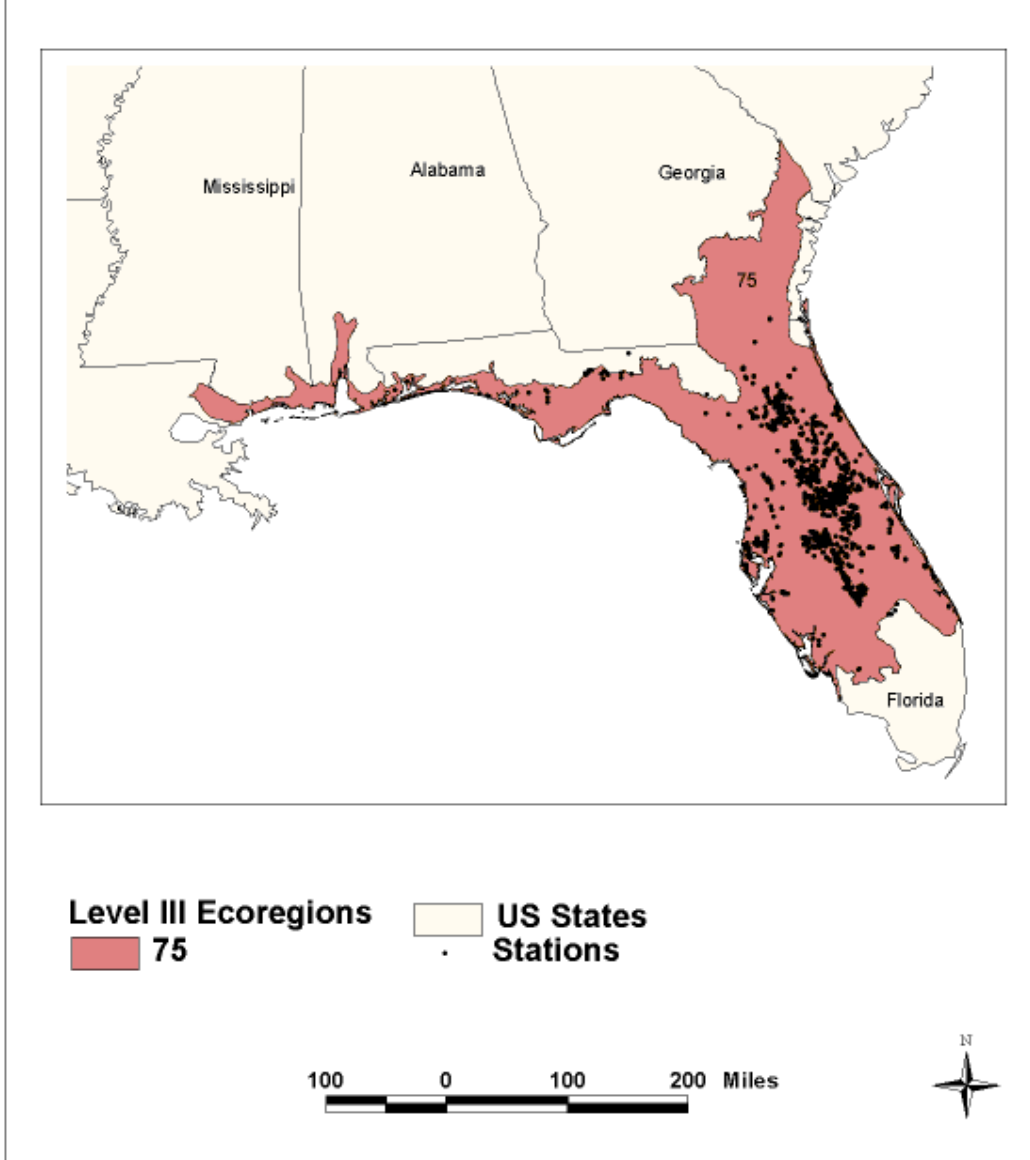 Alabama
Georgia
Mississippi
75
Florida
Level III Ecoregions
75
US States
Stations
N
100 0 100 200 Miles